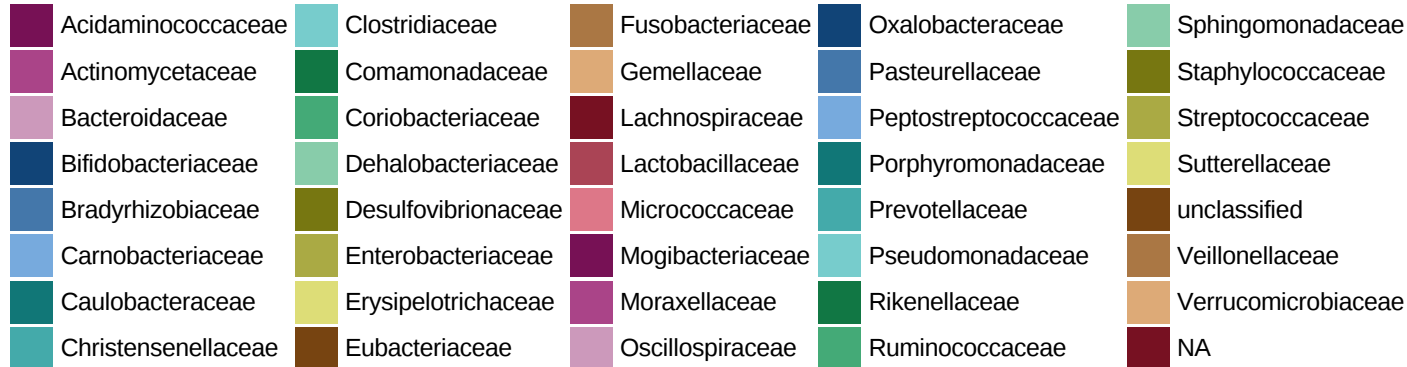 Acidaminococcaceae Clostridiaceae Fusobacteriaceae Oxalobacteraceae Sphingomonadaceae
Actinomycetaceae Comamonadaceae Gemellaceae Pasteurellaceae Staphylococcaceae
Bacteroidaceae Coriobacteriaceae Lachnospiraceae Peptostreptococcaceae Streptococcaceae
Bifidobacteriaceae Dehalobacteriaceae Lactobacillaceae Porphyromonadaceae Sutterellaceae
Bradyrhizobiaceae Desulfovibrionaceae Micrococcaceae Prevotellaceae unclassified
Carnobacteriaceae Enterobacteriaceae Mogibacteriaceae Pseudomonadaceae Veillonellaceae
Caulobacteraceae Erysipelotrichaceae Moraxellaceae Rikenellaceae Verrucomicrobiaceae
Christensenellaceae Eubacteriaceae Oscillospiraceae Ruminococcaceae NA